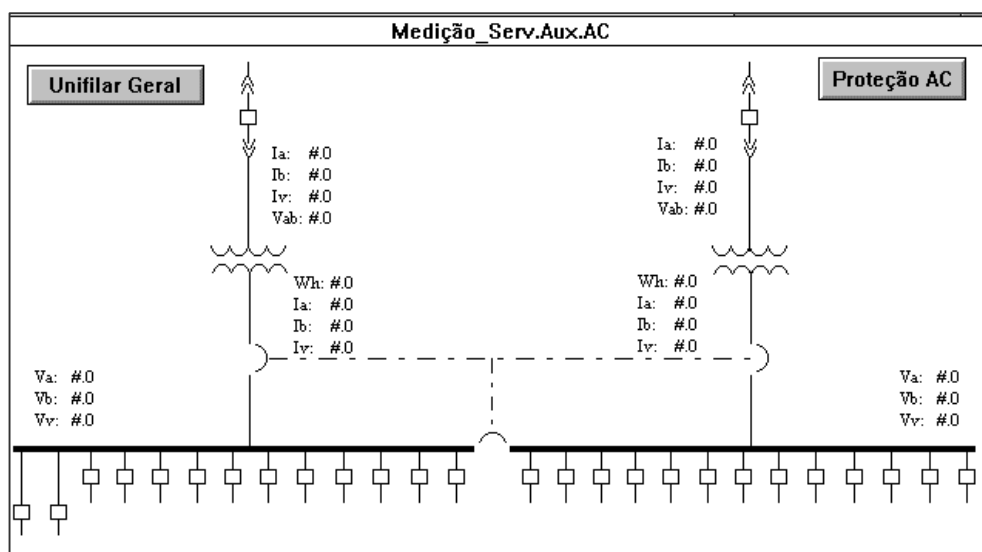 Medição_Serv.Aux.AC
Unifilar Geral
Proteção AC
Ia: #.0
Ib: #.0
Iv: #.0
Vab: #.0
Ia: #.0
Ib: #.0
Iv: #.0
Vab: #.0
Wh: #.0
Ia: #.0
Ib: #.0
Iv: #.0
Wh: #.0
Ia: #.0
Ib: #.0
Iv: #.0
Va: #.0
Vb: #.0
Vv: #.0
Va: #.0
Vb: #.0
Vv: #.0